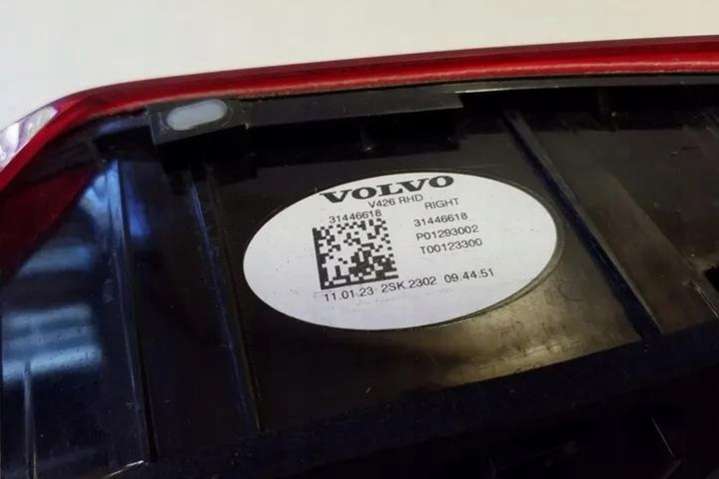 VOLVO
V426 RHD
31446618 RIGHT
31446618
P01293002
T00123300
11.01.23 2SK.2302 09.44.51